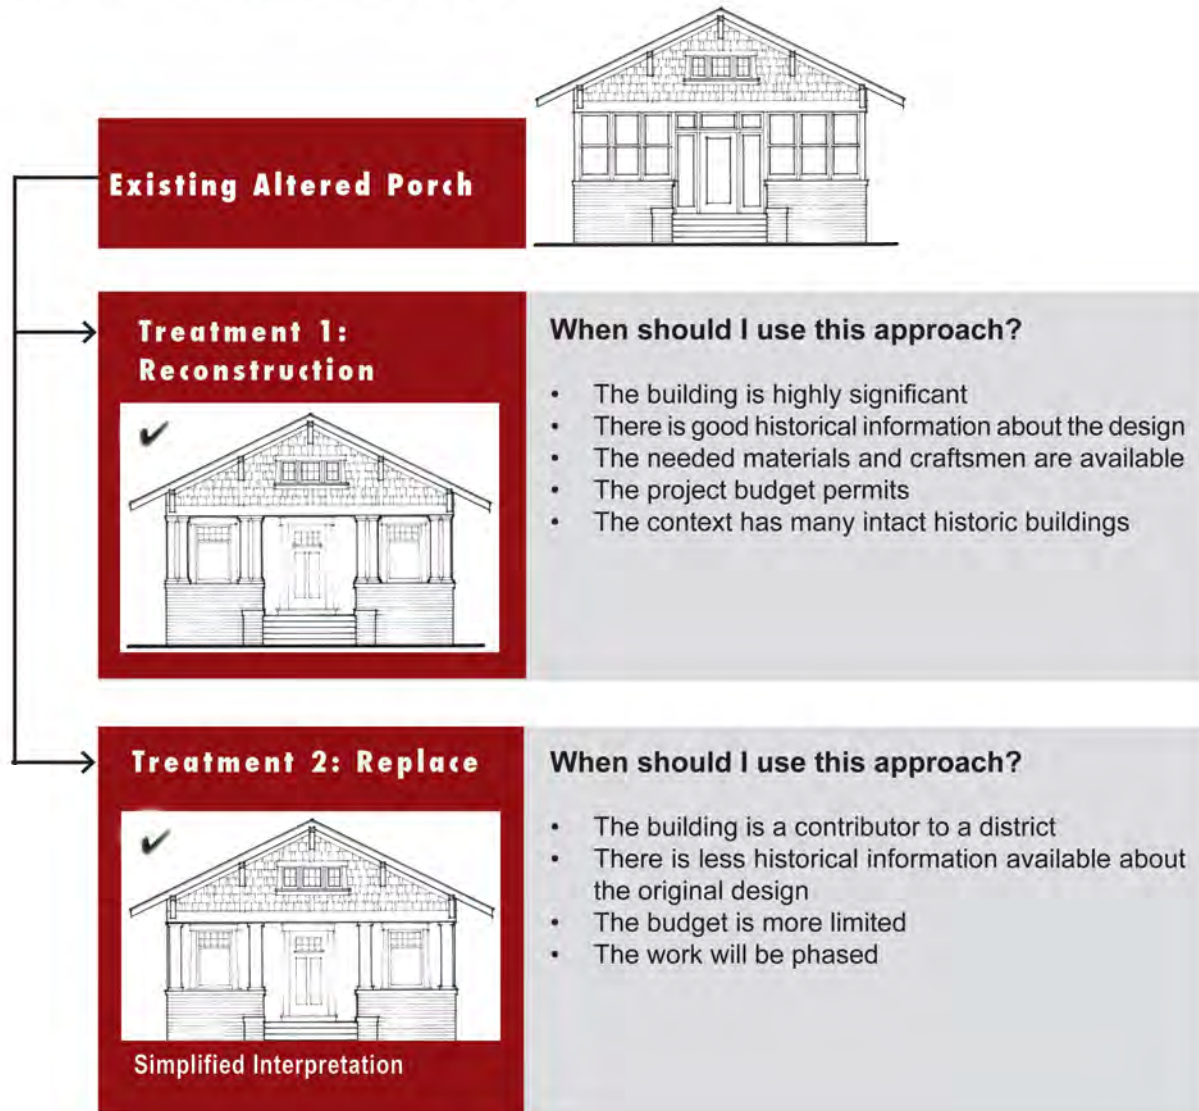 Existing Altered Porch
Treatment 1:
Reconstruction
When should I use this approach?
• The building is highly significant
• There is good historical information about the design
• The needed materials and craftsmen are available
• The project budget permits
• The context has many intact historic buildings
Treatment 2: Replace
Simplified Interpretation
When should I use this approach?
• The building is a contributor to a district
• There is less historical information available about
the original design
• The budget is more limited
• The work will be phased